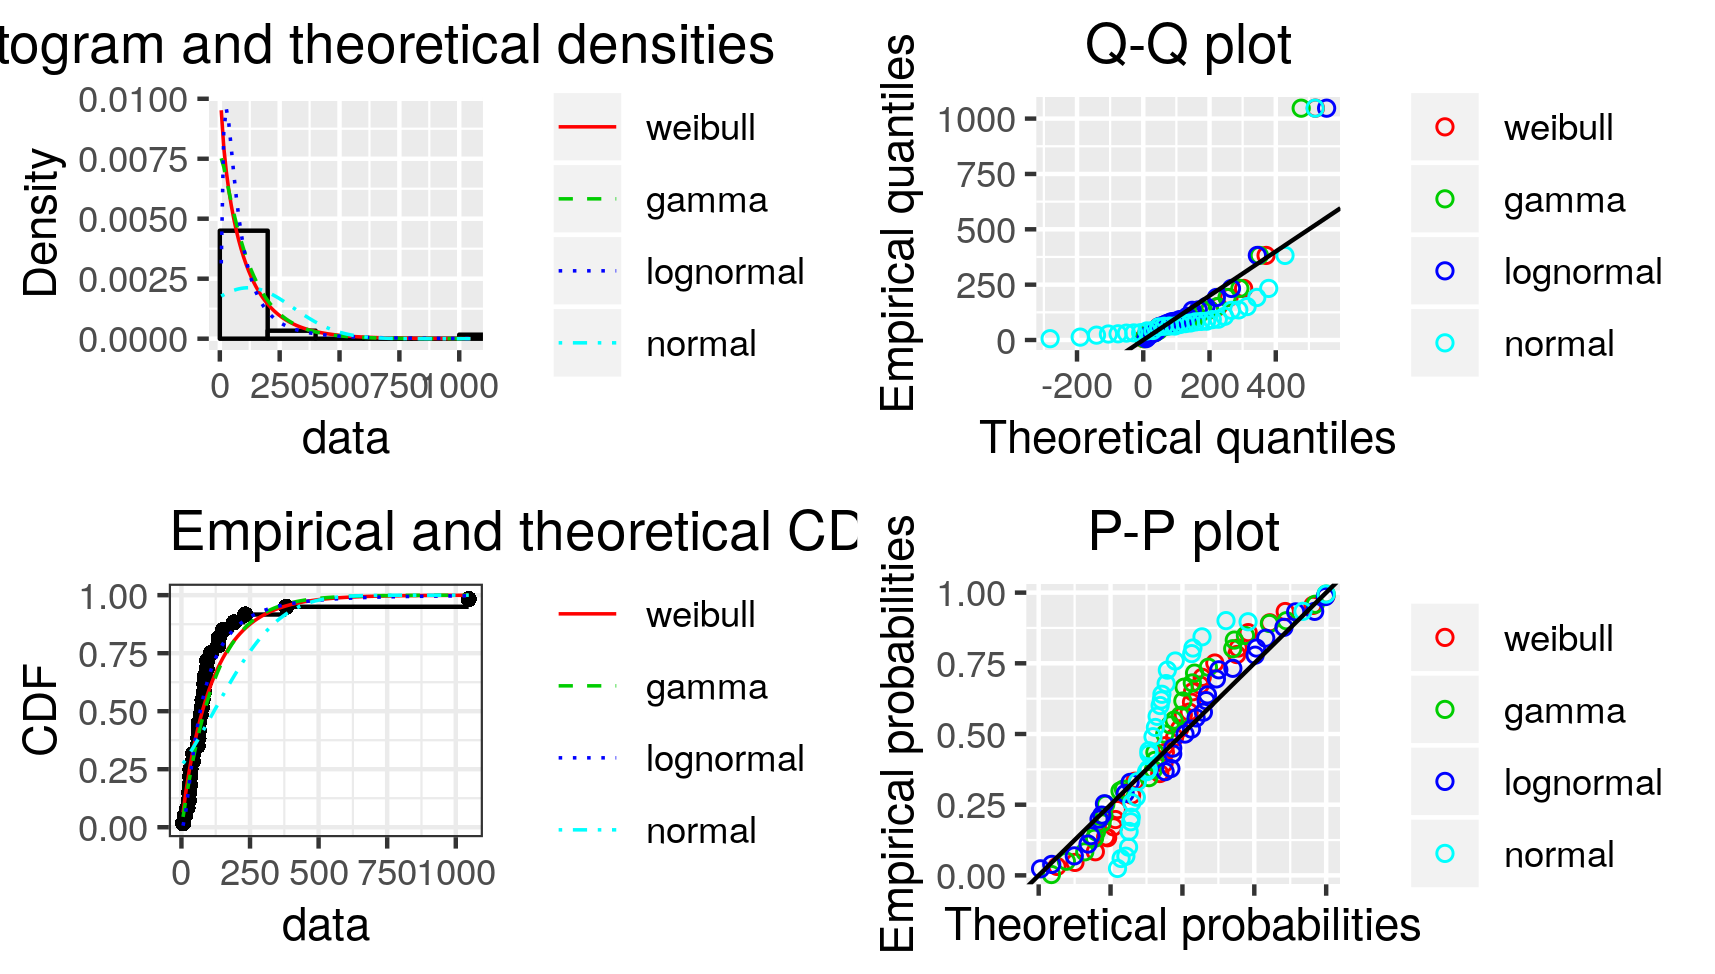 togram and theoretical densities
Density
0.0100
0.0075
0.0050
0.0025
0.0000
0 250 500 750 1000
data
weibull
gamma
lognormal
normal
Q-Q plot
Empirical quantiles
1000
750
500
250
0
-200 0 200 400
Theoretical quantiles
weibull
gamma
lognormal
normal
Empirical and theoretical CD
CDF
1.00
0.75
0.50
0.25
0.00
0 250 500 750 1000
data
weibull
gamma
lognormal
normal
P-P plot
Empirical probabilities
1.00
0.75
0.50
0.25
0.00
Theoretical probabilities
weibull
gamma
lognormal
normal